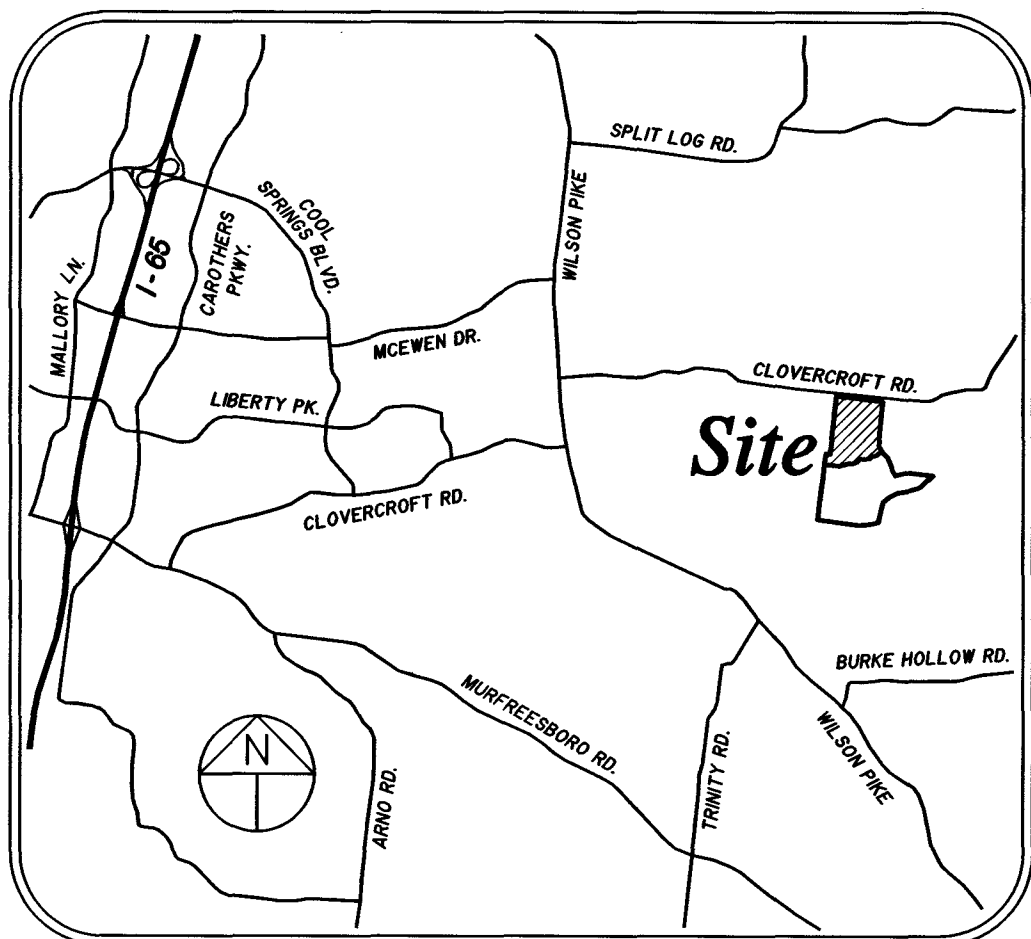 SPLIT LOG RD.
COOL
SPRINGS BLVD.
WILSON PIKE
CAROTHERS
PKWY.
I-65
MALLORY LN.
MCEWEN DR.
CLOVERCROFT RD.
LIBERTY PK.
Site
CLOVERCROFT RD.
BURKE HOLLOW RD.
MURFREESBORO RD.
WILSON PIKE
TRINITY RD.
N
ARNO RD.